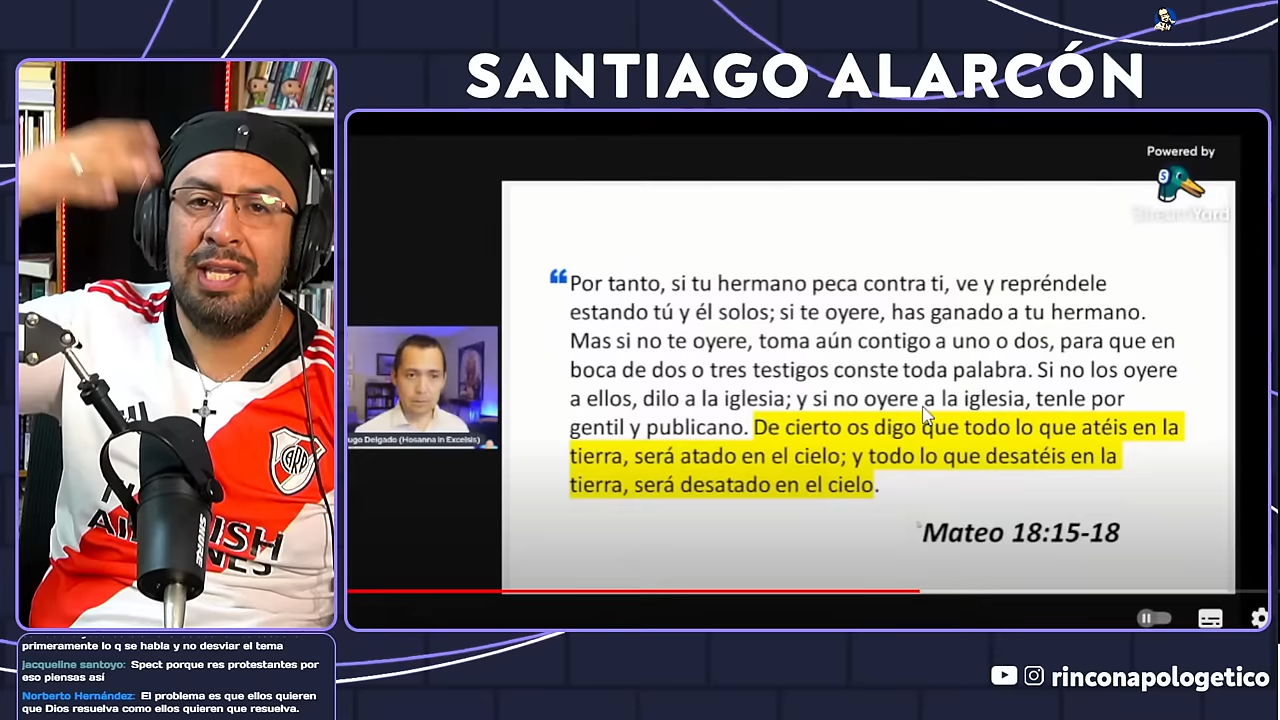 SANTIAGO ALARCÓN
Powered by
StreamYard
“Por tanto, si tu hermano peca contra ti, ve y repréndele
estando tú y él solos; si te oyere, has ganado a tu hermano.
Mas si no te oyere, toma aún contigo a uno o dos, para que en
boca de dos o tres testigos conste toda palabra. Si no los oyere
a ellos, dilo a la iglesia; y si no oyere a la iglesia, tenle por
gentil y publicano. De cierto os digo que todo lo que atéis en la
tierra, será atado en el cielo; y todo lo que desatéis en la
tierra, será desatado en el cielo.
Mateo 18:15-18
ugo Delgado (Hosanna in Excelsis)
CARP
SHURE
primeramente lo q se habla y no desviar el tema
jacqueline santoyo: Spect porque res protestantes por
eso piensas así
Norberto Hernández: El problema es que ellos quieren
que Dios resuelva como ellos quieren que resuelva.
rinconapologetico